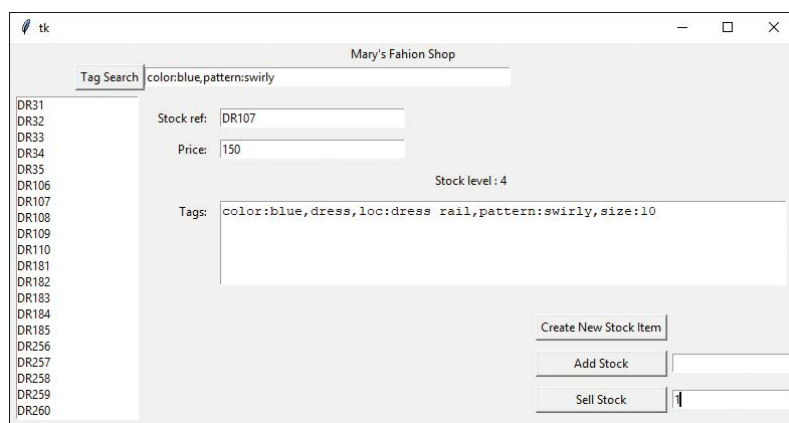 tk
Mary's Fahion Shop
Tag Search color:blue,pattern:swirly
DR31
DR32
DR33
DR34
DR35
DR106
DR107
DR108
DR109
DR110
DR181
DR182
DR183
DR184
DR185
DR256
DR257
DR258
DR259
DR260
Stock ref: DR107
Price: 150
Stock level : 4
Tags: color:blue,dress,loc:dress rail,pattern:swirly,size:10
Create New Stock Item
Add Stock
Sell Stock 1